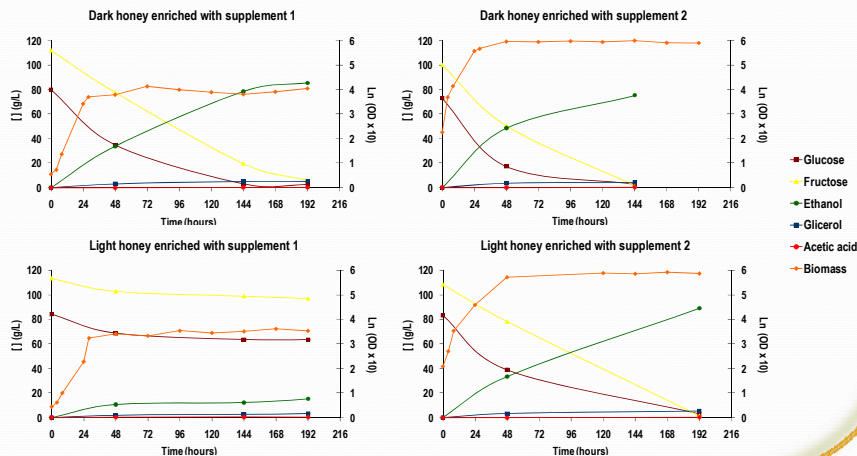 Dark honey enriched with supplement 1
[ ] (g/L)
120
100
80
60
40
20
0
6
5
4
3
2
1
0
Ln (OD x 10)
0 24 48 72 96 120 144 168 192 216
Time (hours)
Dark honey enriched with supplement 2
[ ] (g/L)
120
100
80
60
40
20
0
6
5
4
3
2
1
0
Ln (OD x 10)
0 24 48 72 96 120 144 168 192 216
Time (hours)
Glucose
Fructose
Ethanol
Glicerol
Acetic acid
Biomass
Light honey enriched with supplement 1
[ ] (g/L)
120
100
80
60
40
20
0
6
5
4
3
2
1
0
Ln (OD x 10)
0 24 48 72 96 120 144 168 192 216
Time (hours)
Light honey enriched with supplement 2
[ ] (g/L)
120
100
80
60
40
20
0
6
5
4
3
2
1
0
Ln (OD x 10)
0 24 48 72 96 120 144 168 192 216
Time (hours)